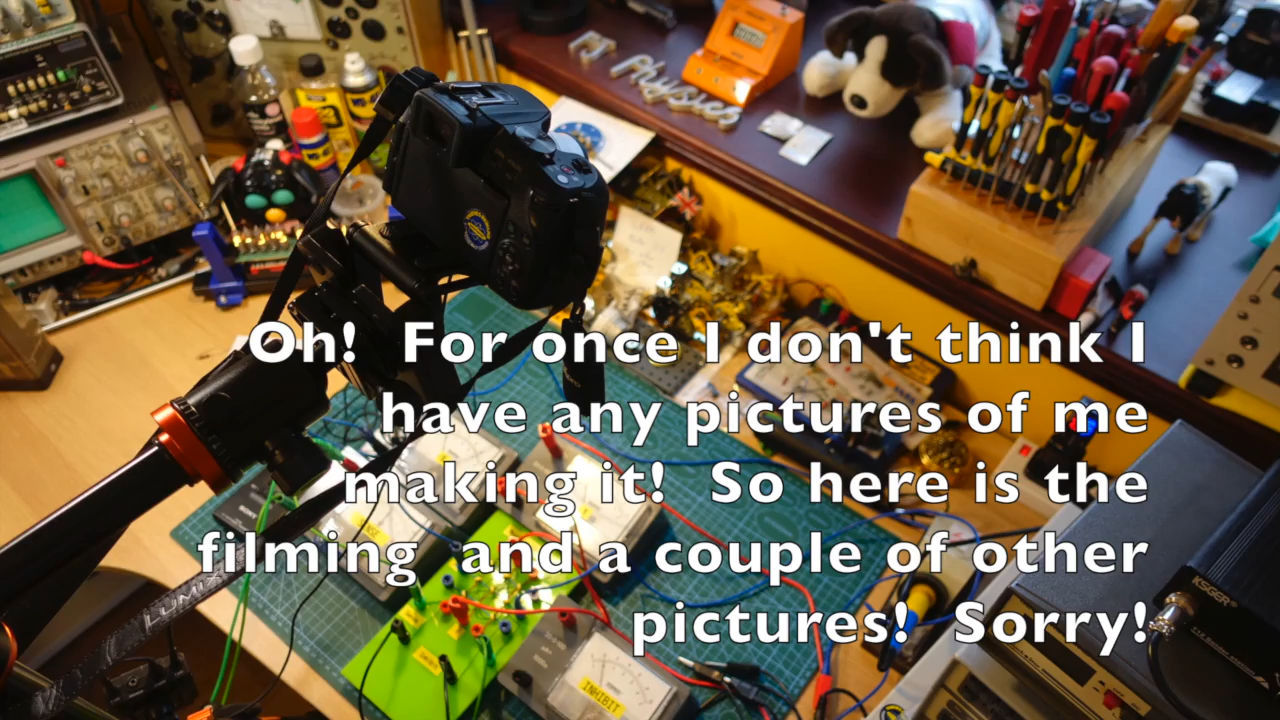 FJ Physics
Oh!  For once I don't think I
have any pictures of me
making it!  So here is the
filming  and a couple of other
pictures!  Sorry!
LUMIX
KSGER
INHIBIT